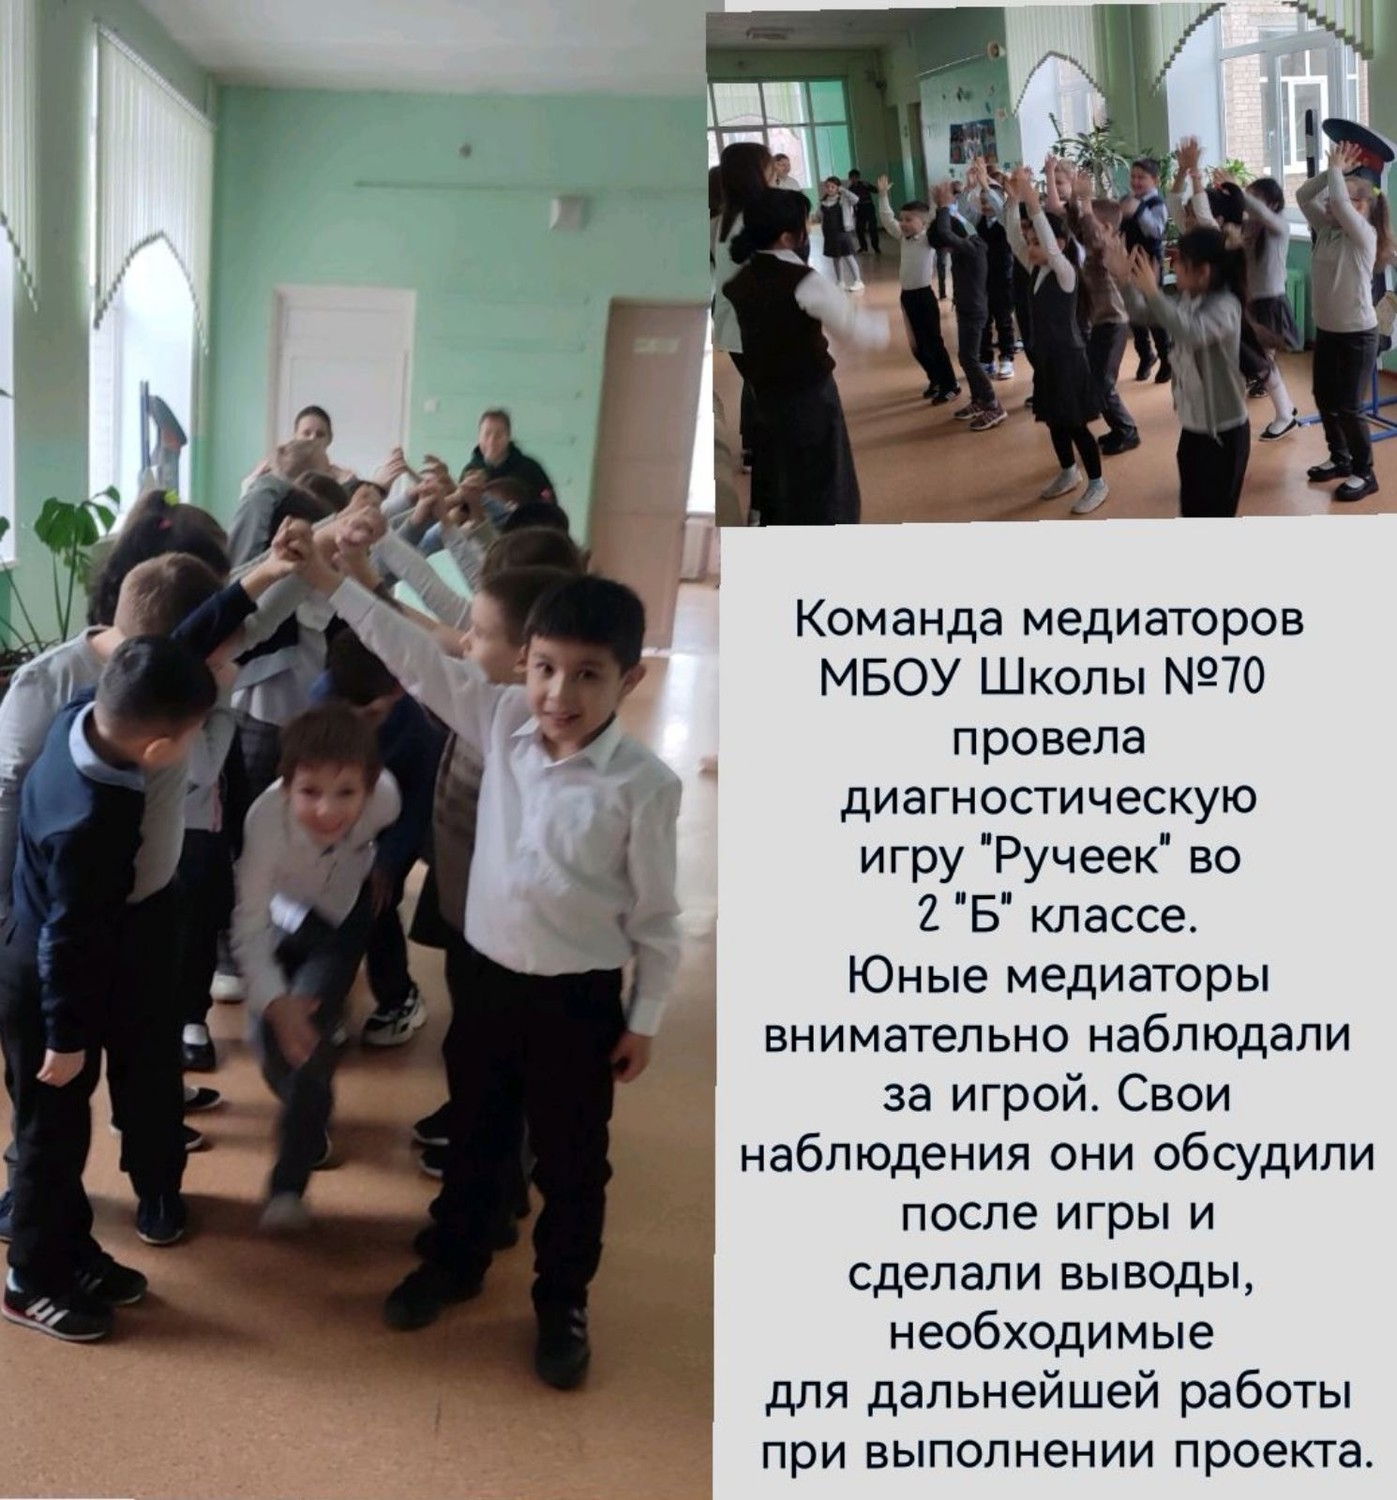 Команда медиаторов
МБОУ Школы №70
провела
диагностическую
игру "Ручеек" во
2 "Б" классе.
Юные медиаторы
внимательно наблюдали
за игрой. Свои
наблюдения они обсудили
после игры и
сделали выводы,
необходимые
для дальнейшей работы
при выполнении проекта.